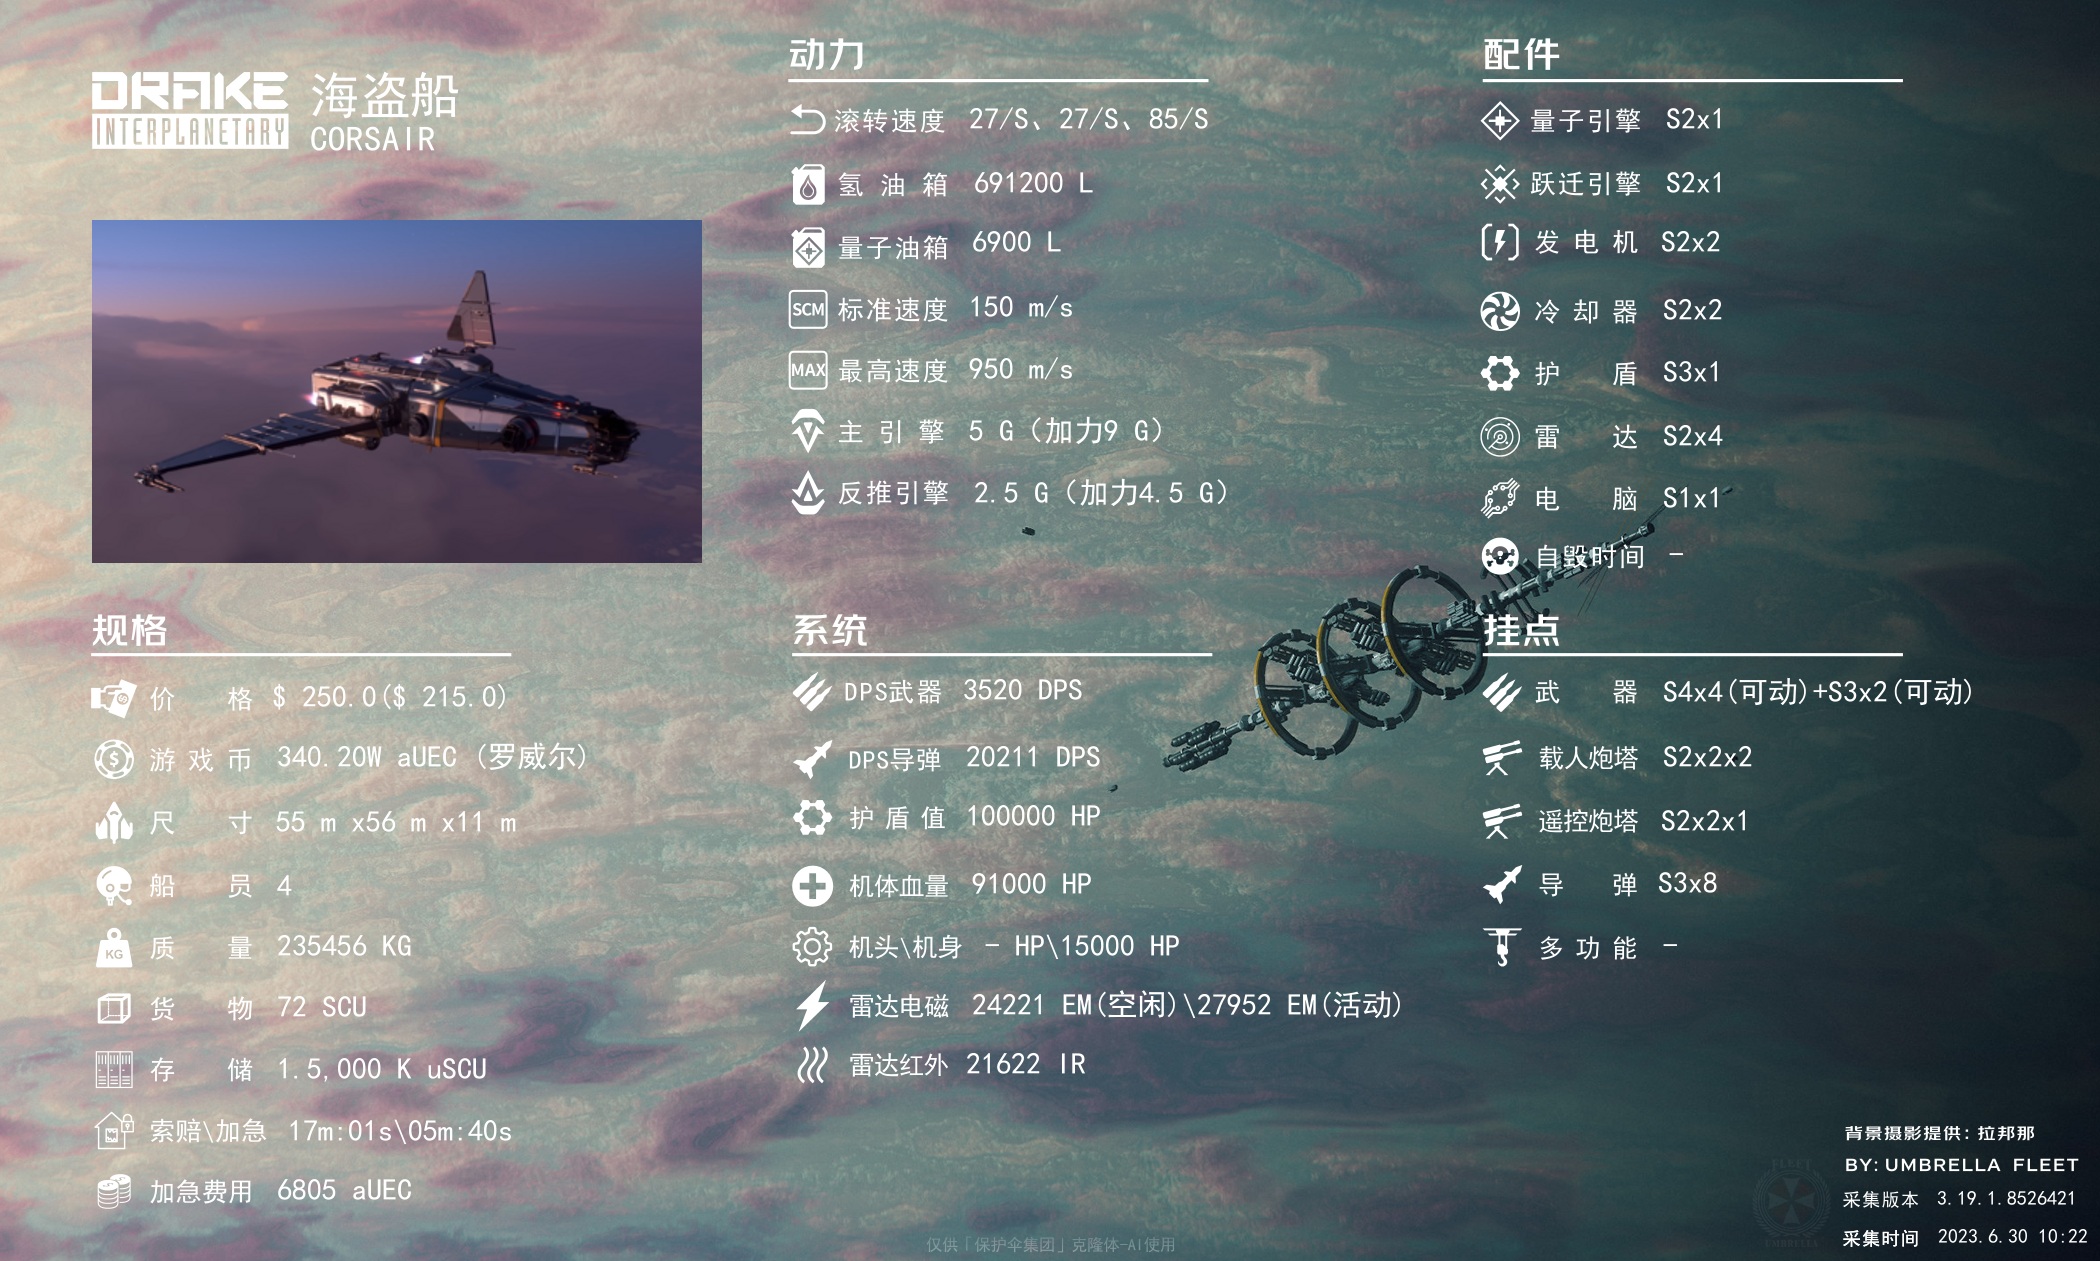 DRAKE
INTERPLANETARY
海盗船
CORSAIR
动力
滚转速度 27/S、27/S、85/S
氢油箱 691200 L
量子油箱 6900 L
SCM 标准速度 150 m/s
MAX 最高速度 950 m/s
主引擎 5 G（加力9 G）
反推引擎 2.5 G（加力4.5 G）
配件
量子引擎 S2x1
跃迁引擎 S2x1
发电机 S2x2
冷却器 S2x2
护盾 S3x1
雷达 S2x4
电脑 S1x1
自毁时间 -
规格
价格 $ 250.0($ 215.0)
游戏币 340.20W aUEC (罗威尔)
尺寸 55 m x56 m x11 m
船员 4
KG 质量 235456 KG
货物 72 SCU
存储 1.5,000 K uSCU
索赔\加急 17m:01s\05m:40s
加急费用 6805 aUEC
系统
DPS武器 3520 DPS
DPS导弹 20211 DPS
护盾值 100000 HP
机体血量 91000 HP
机头\机身 - HP\15000 HP
雷达电磁 24221 EM(空闲)\27952 EM(活动)
雷达红外 21622 IR
挂点
武器 S4x4(可动)+S3x2(可动)
载人炮塔 S2x2x2
遥控炮塔 S2x2x1
导弹 S3x8
多功能 -
背景摄影提供：拉邦那
BY: UMBRELLA FLEET
采集版本 3.19.1.8526421
采集时间 2023.6.30 10:22
FLEET
UMBRELLA
仅供「保护伞集团」克隆体-AI使用